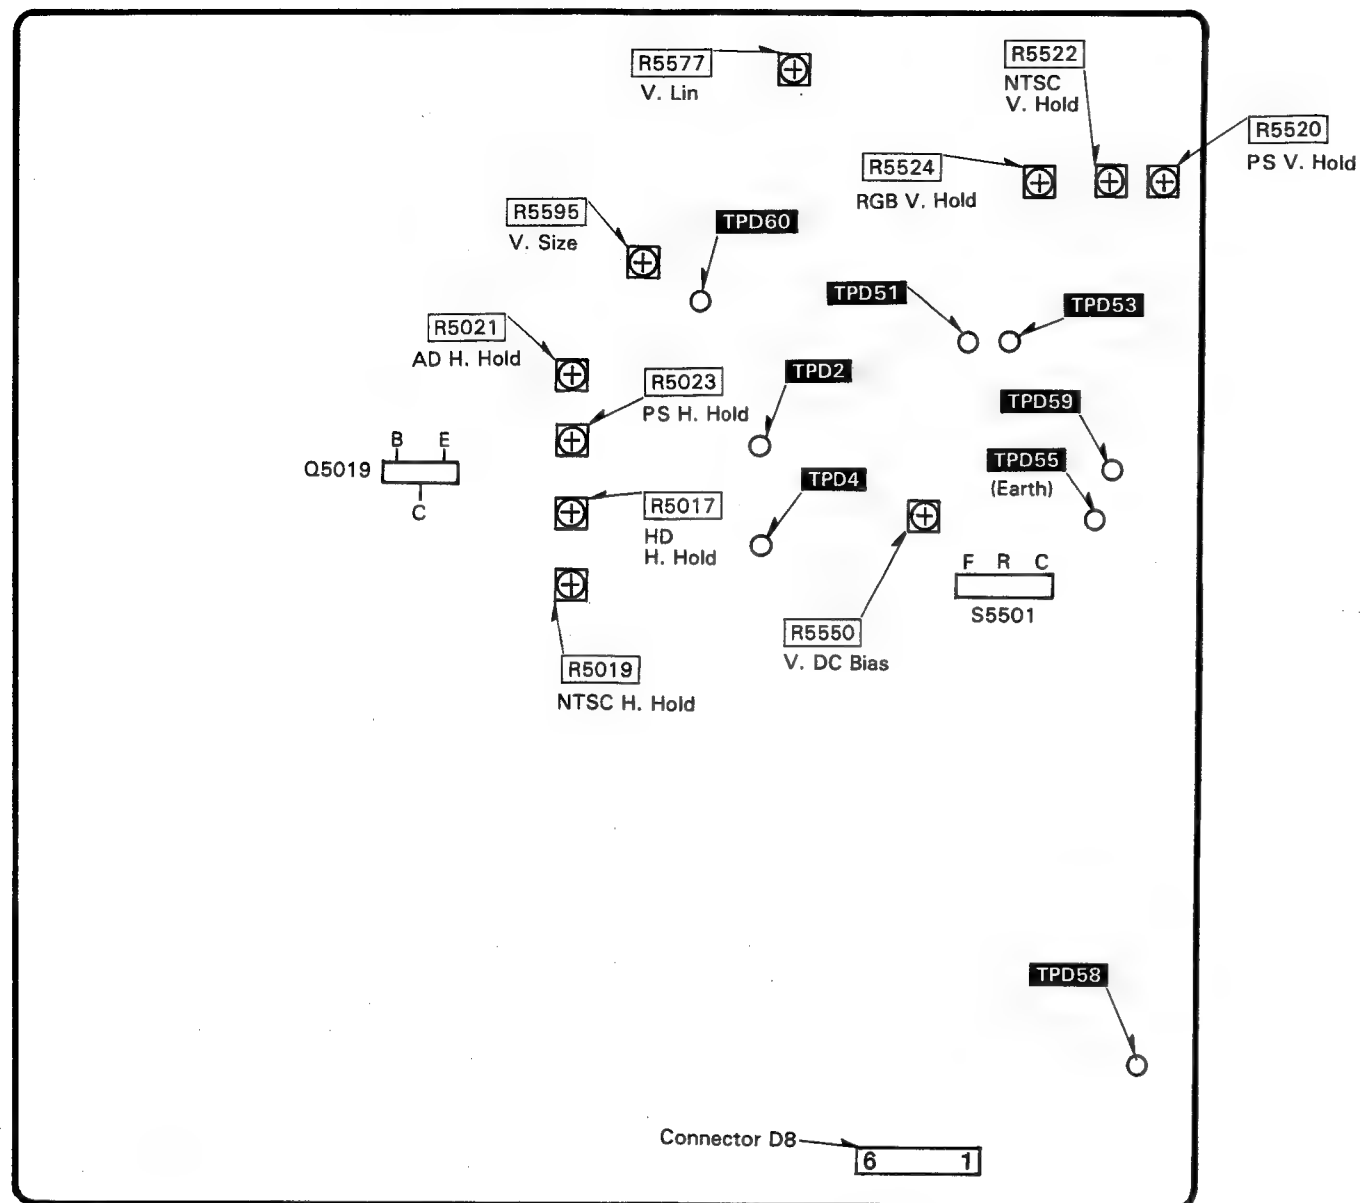 R5577
V. Lin
R5522
NTSC
V. Hold
R5520
PS V. Hold
R5524
RGB V. Hold
R5595
V. Size
TPD60
TPD51
TPD53
R5021
AD H. Hold
R5023
PS H. Hold
TPD2
TPD59
B E
Q5019
C
TPD55
(Earth)
TPD4
R5017
HD
H. Hold
F R C
S5501
R5550
V. DC Bias
R5019
NTSC H. Hold
TPD58
Connector D8
6 1